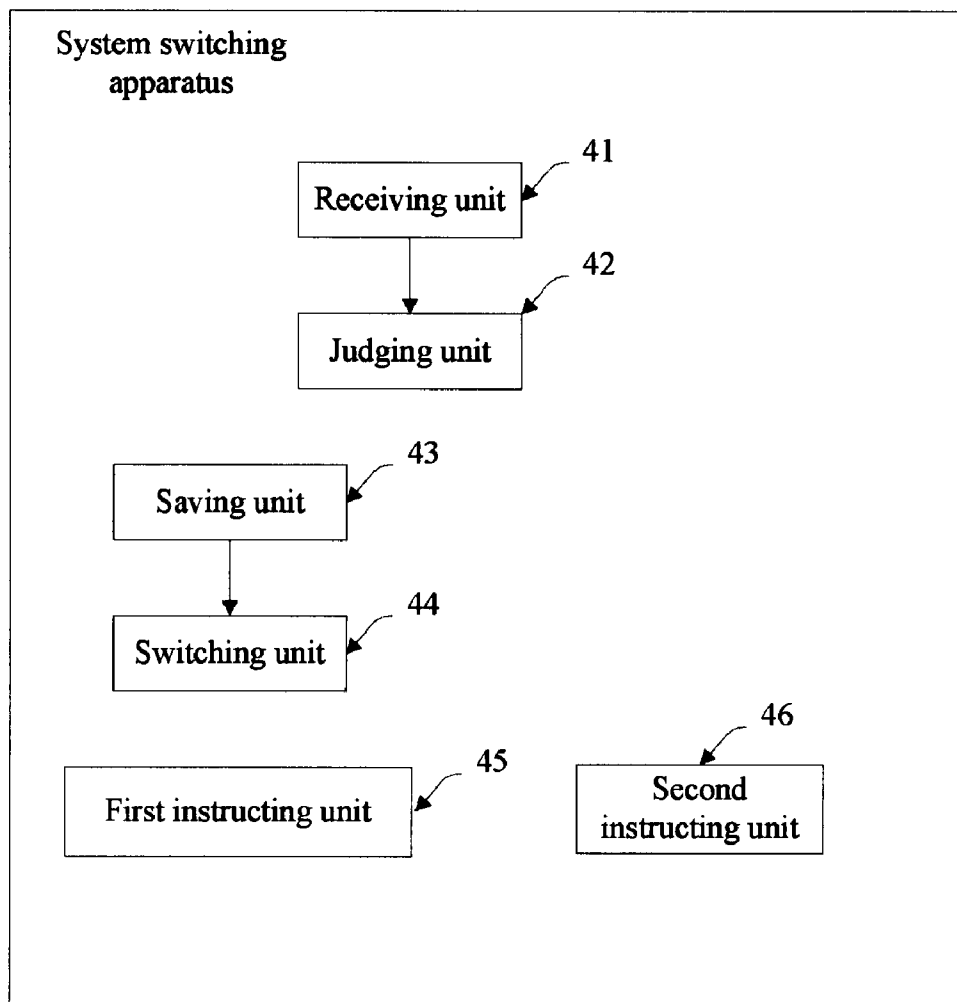 System switching
apparatus
41
Receiving unit
42
Judging unit
43
Saving unit
44
Switching unit
45
First instructing unit
46
Second
instructing unit